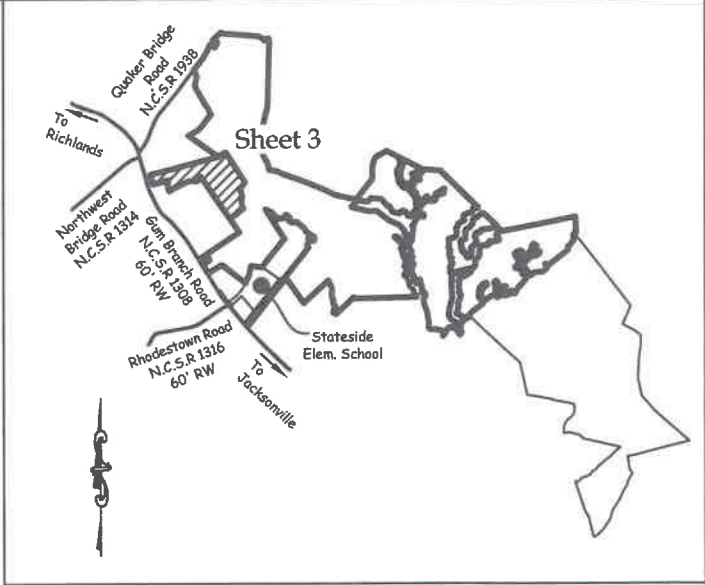 Quaker Bridge
Road
N.C.S.R 1938
To
Richlands
Sheet 3
Northwest
Bridge Road
N.C.S.R 1314
Gum Branch Road
N.C.S.R 1308
60' RW
Rhodestown Road
N.C.S.R 1316
60' RW
Stateside
Elem. School
To
Jacksonville